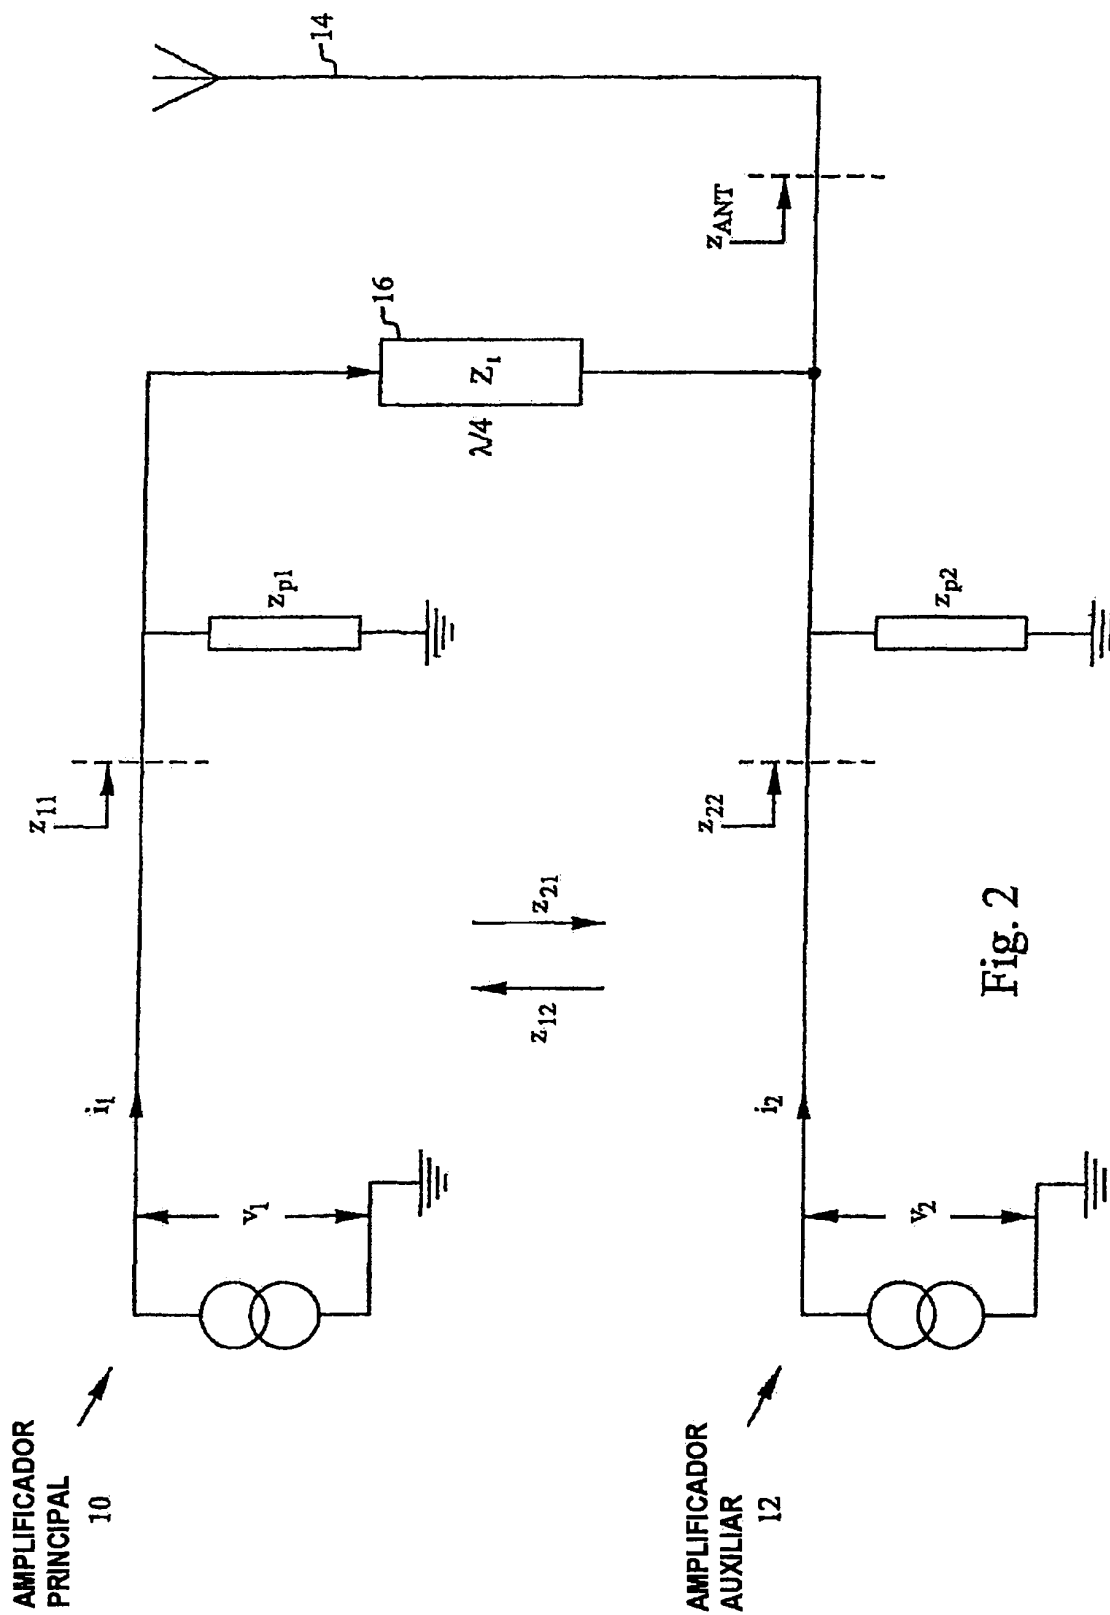 AMPLIFICADOR
PRINCIPAL
10
v1
i1
z11
zp1
λ/4
Z1
16
14
z12
z21
AMPLIFICADOR
AUXILIAR
12
v2
i2
z22
zp2
zANT
Fig. 2